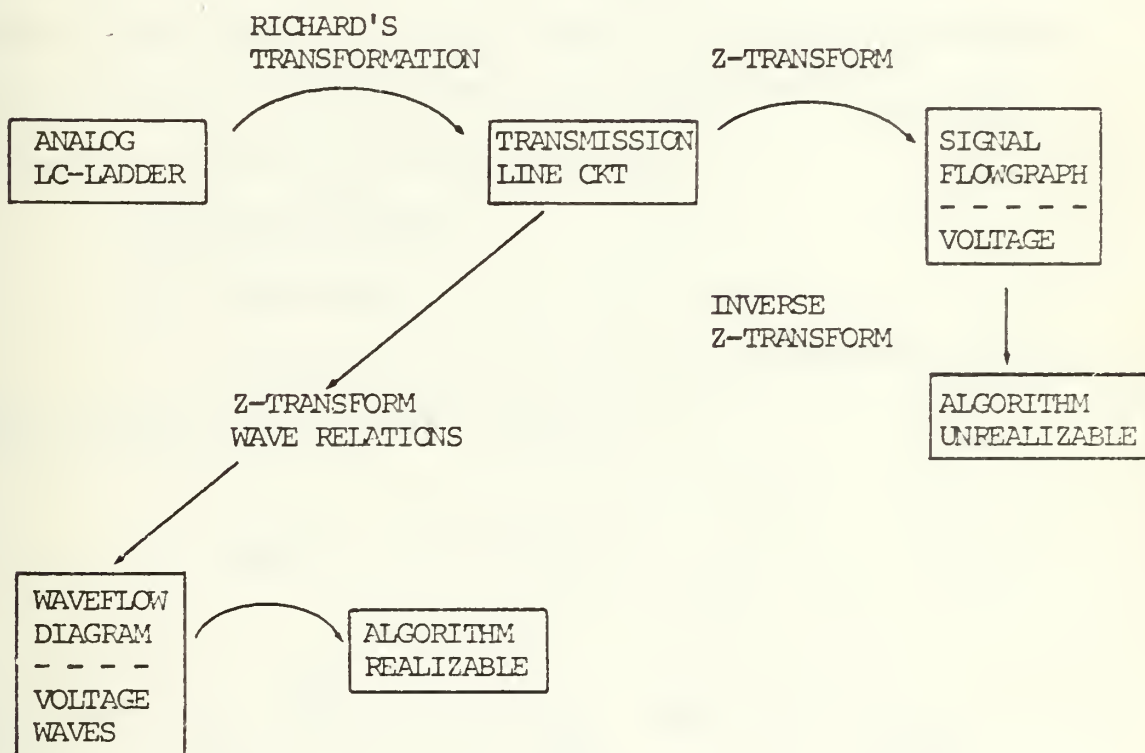 RICHARD'S
TRANSFORMATION
Z-TRANSFORM
ANALOG
LC-LADDER
TRANSMISSION
LINE CKT
SIGNAL
FLOWGRAPH
- - - - -
VOLTAGE
INVERSE
Z-TRANSFORM
ALGORITHM
UNREALIZABLE
Z-TRANSFORM
WAVE RELATIONS
WAVEFLOW
DIAGRAM
- - - -
VOLTAGE
WAVES
ALGORITHM
REALIZABLE